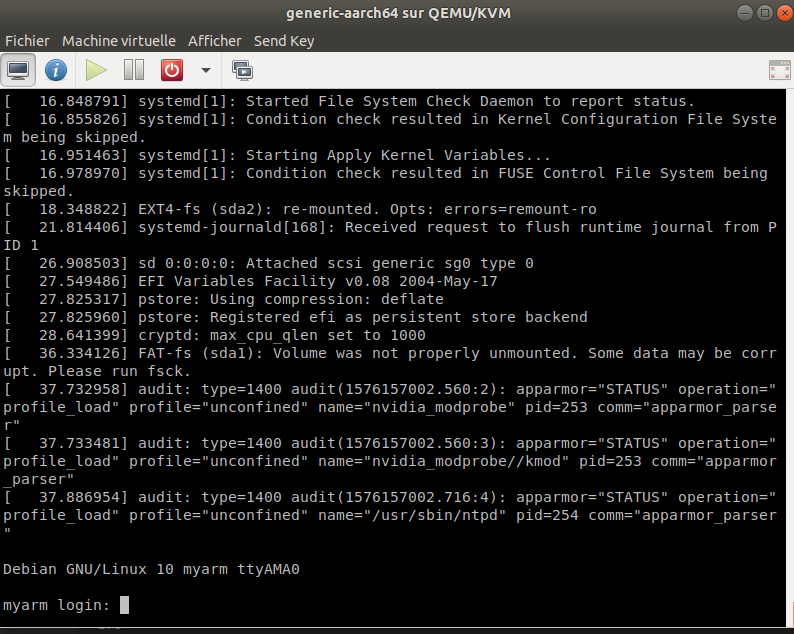 generic-aarch64 sur QEMU/KVM
Fichier Machine virtuelle Afficher Send Key
[   16.848791] systemd[1]: Started File System Check Daemon to report status.
[   16.855826] systemd[1]: Condition check resulted in Kernel Configuration File Syste
m being skipped.
[   16.951463] systemd[1]: Starting Apply Kernel Variables...
[   16.978970] systemd[1]: Condition check resulted in FUSE Control File System being
skipped.
[   18.348822] EXT4-fs (sda2): re-mounted. Opts: errors=remount-ro
[   21.814406] systemd-journald[168]: Received request to flush runtime journal from P
ID 1
[   26.908503] sd 0:0:0:0: Attached scsi generic sg0 type 0
[   27.549486] EFI Variables Facility v0.08 2004-May-17
[   27.825317] pstore: Using compression: deflate
[   27.825960] pstore: Registered efi as persistent store backend
[   28.641399] cryptd: max_cpu_qlen set to 1000
[   36.334126] FAT-fs (sda1): Volume was not properly unmounted. Some data may be corr
upt. Please run fsck.
[   37.732958] audit: type=1400 audit(1576157002.560:2): apparmor="STATUS" operation="
profile_load" profile="unconfined" name="nvidia_modprobe" pid=253 comm="apparmor_parse
r"
[   37.733481] audit: type=1400 audit(1576157002.560:3): apparmor="STATUS" operation="
profile_load" profile="unconfined" name="nvidia_modprobe//kmod" pid=253 comm="apparmor
_parser"
[   37.886954] audit: type=1400 audit(1576157002.716:4): apparmor="STATUS" operation="
profile_load" profile="unconfined" name="/usr/sbin/ntpd" pid=254 comm="apparmor_parser
"
Debian GNU/Linux 10 myarm ttyAMA0
myarm login: